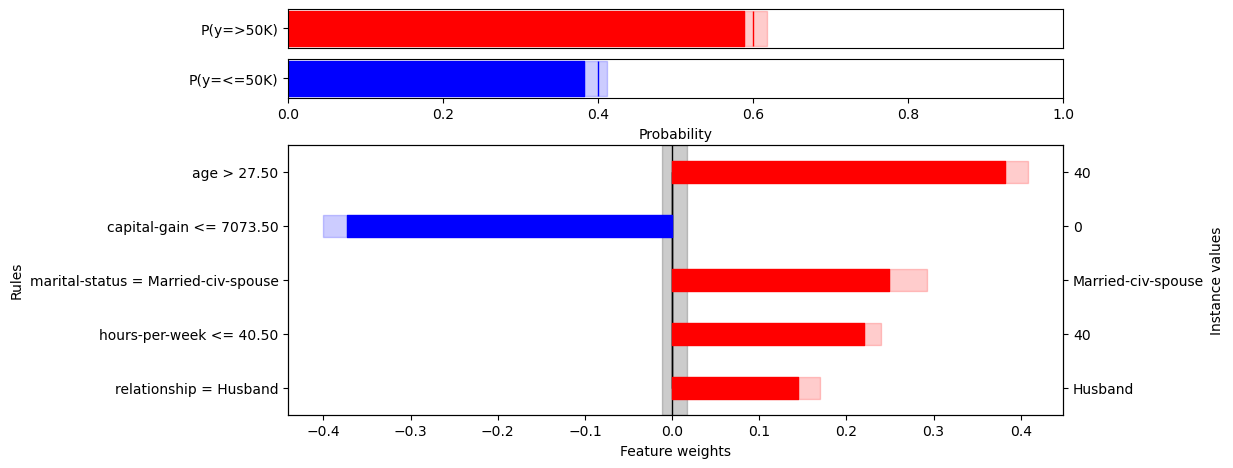 P(y=>50K)
P(y=<=50K)
0.0 0.2 0.4 0.6 0.8 1.0
Probability
age > 27.50 40
capital-gain <= 7073.50 0
marital-status = Married-civ-spouse Married-civ-spouse
hours-per-week <= 40.50 40
relationship = Husband Husband
Rules
Instance values
−0.4 −0.3 −0.2 −0.1 0.0 0.1 0.2 0.3 0.4
Feature weights